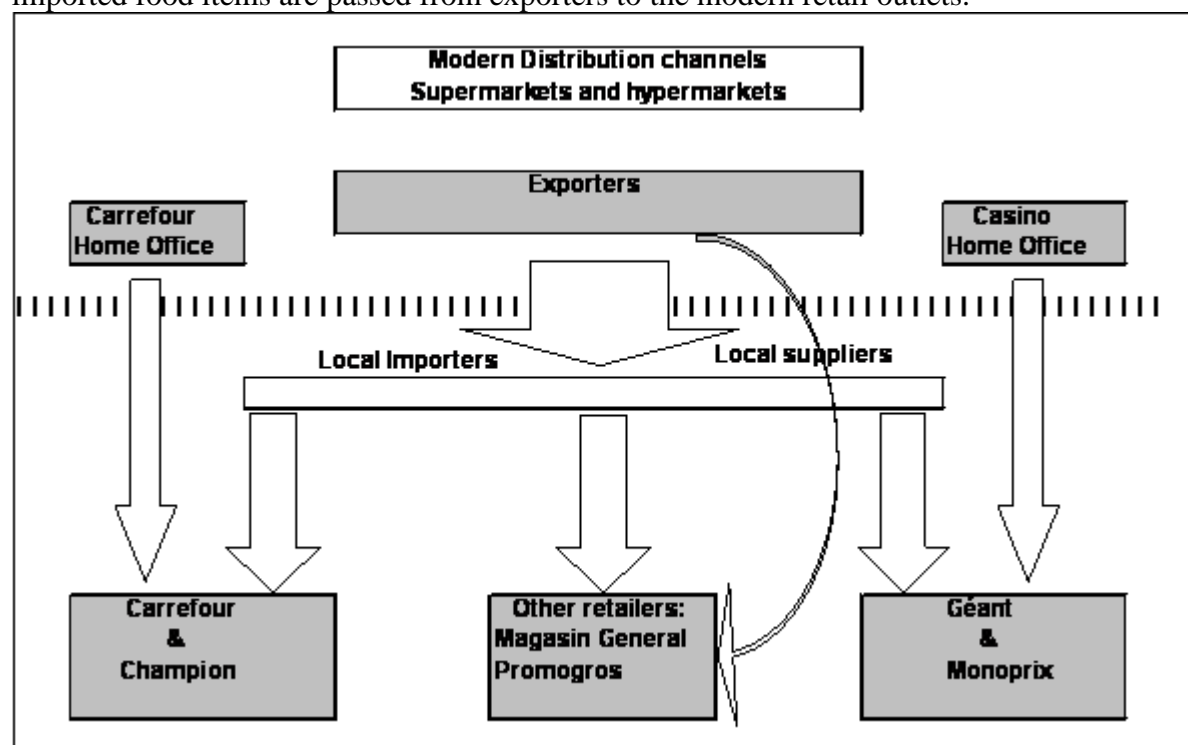 imported food items are passed from exporters to the modern retail outlets.
Modern Distribution channels
Supermarkets and hypermarkets
Exporters
Carrefour
Home Office
Casino
Home Office
Local Importers
Local suppliers
Carrefour
&
Champion
Other retailers:
Magasin General
Promogros
Géant
&
Monoprix